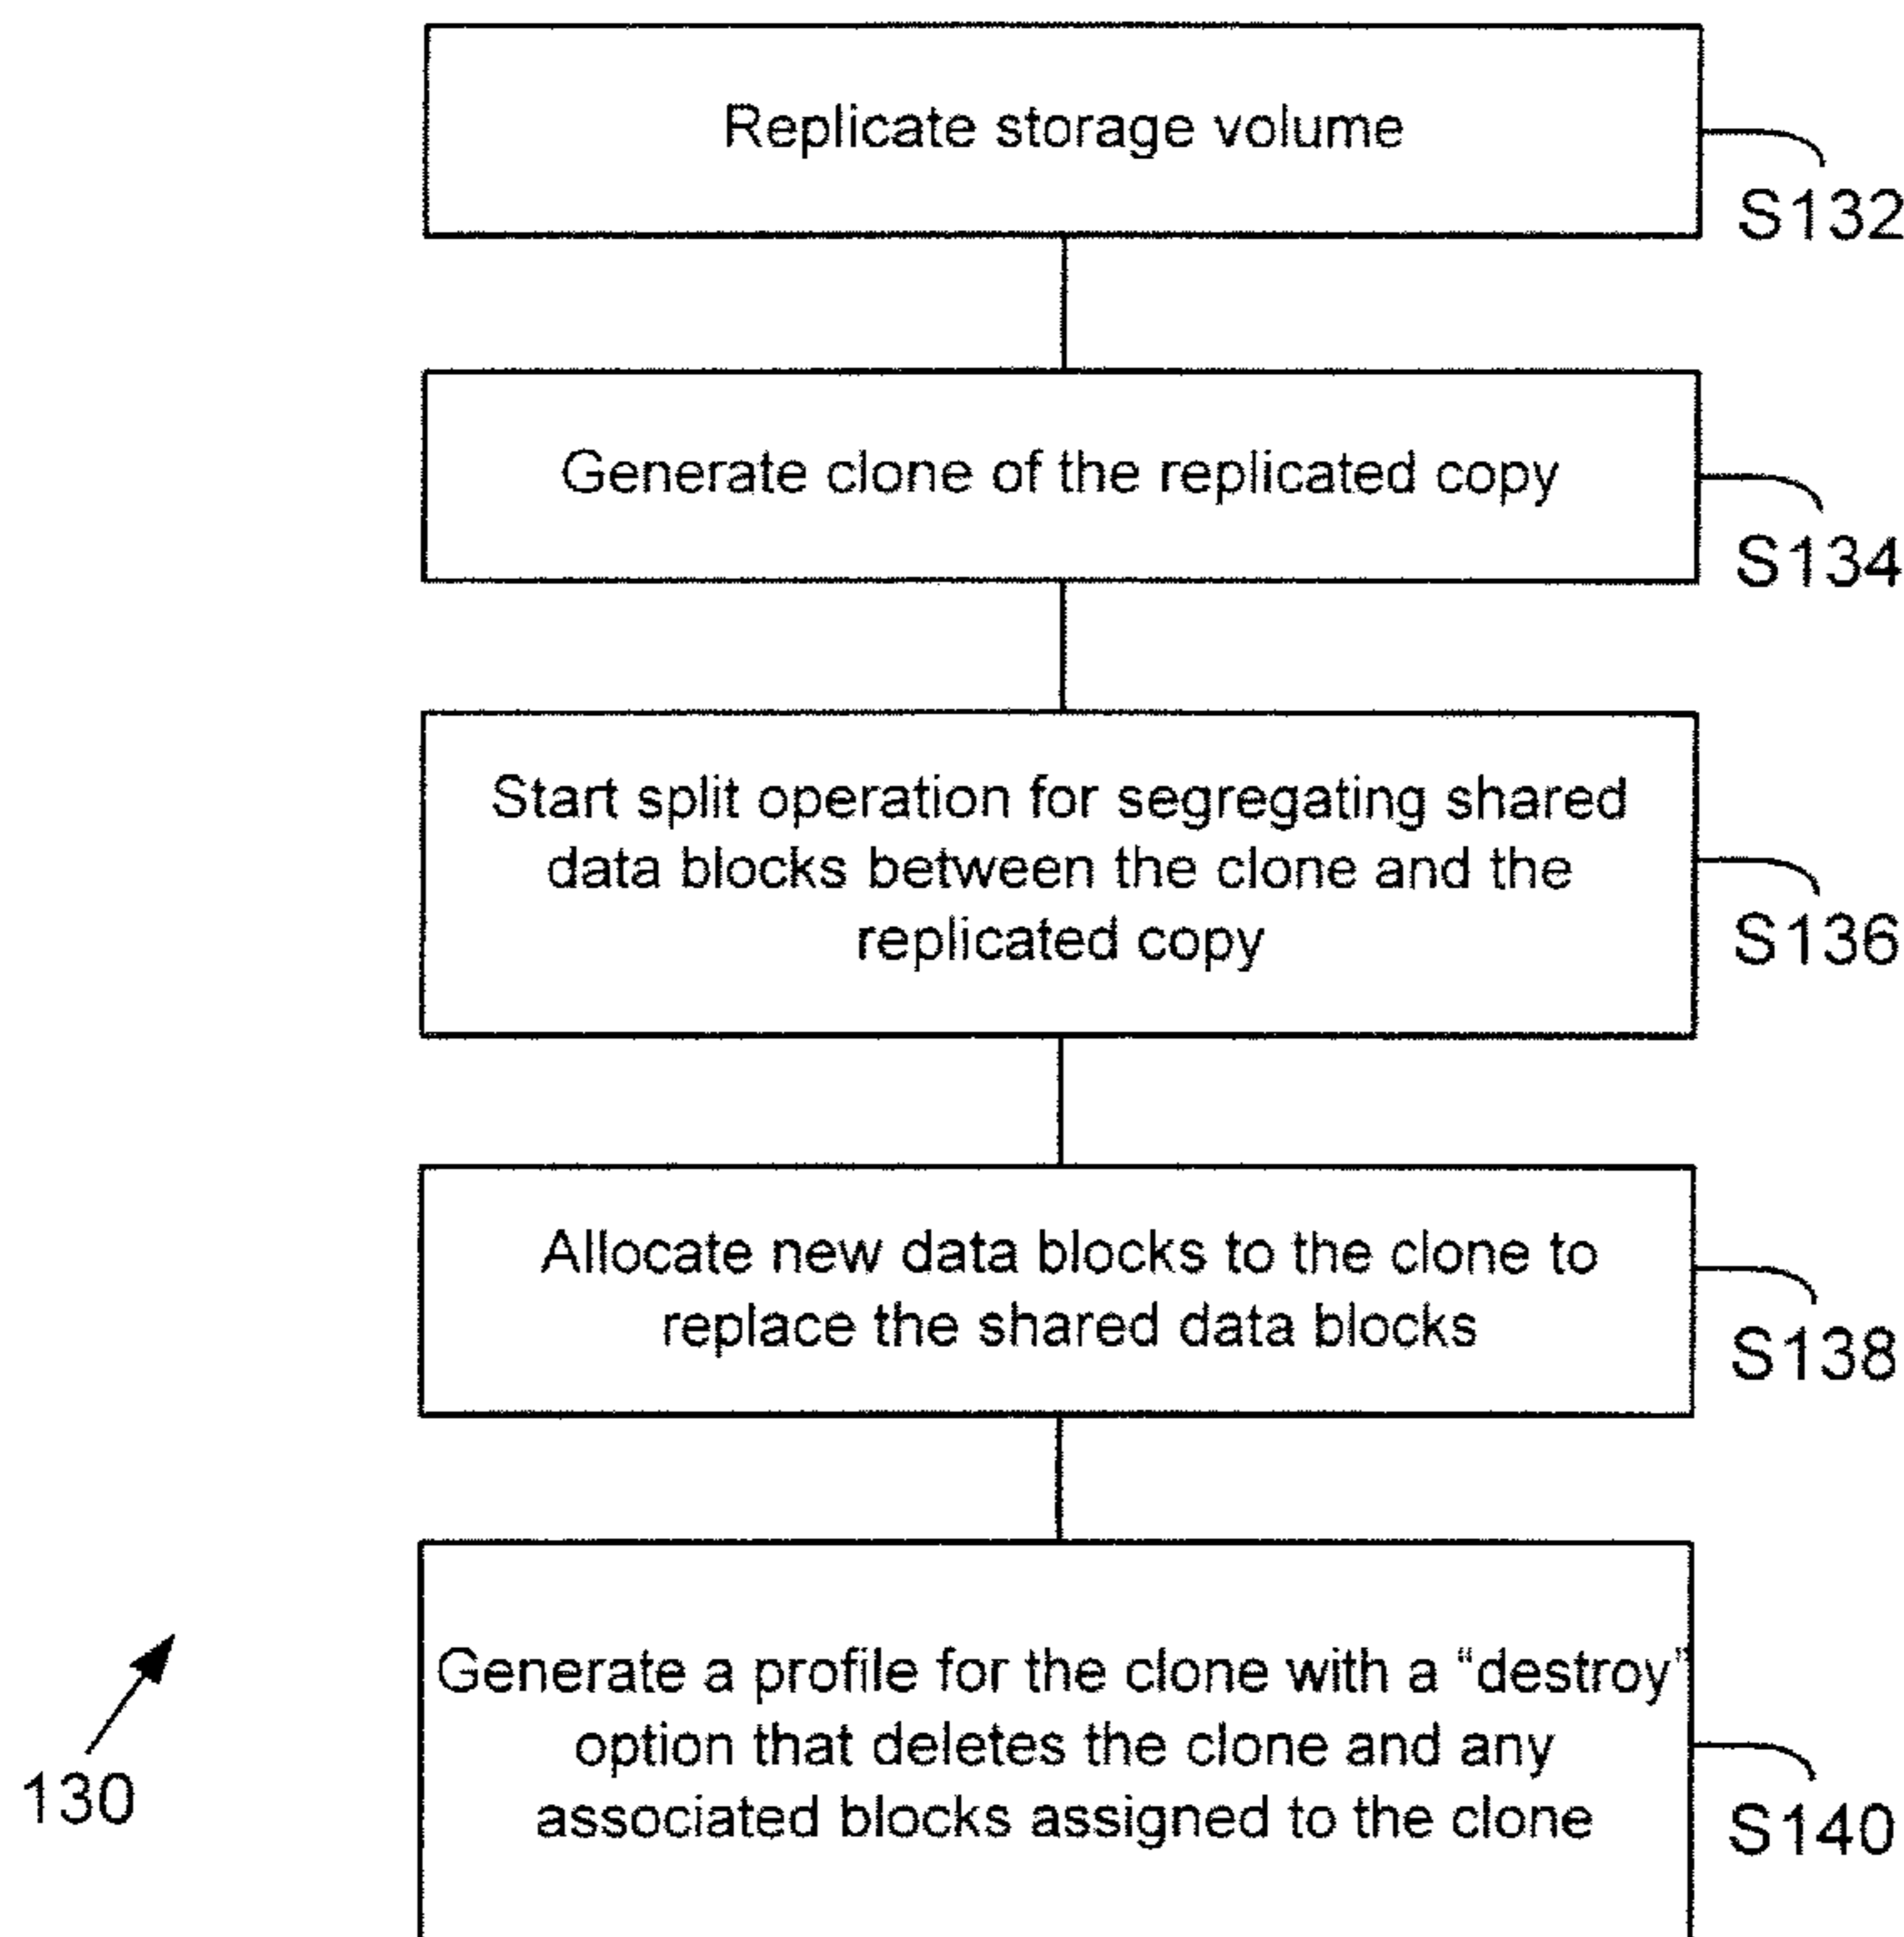 Replicate storage volume
S132
Generate clone of the replicated copy
S134
Start split operation for segregating shared
data blocks between the clone and the
replicated copy
S136
Allocate new data blocks to the clone to
replace the shared data blocks
S138
Generate a profile for the clone with a “destroy”
option that deletes the clone and any
associated blocks assigned to the clone
S140
130